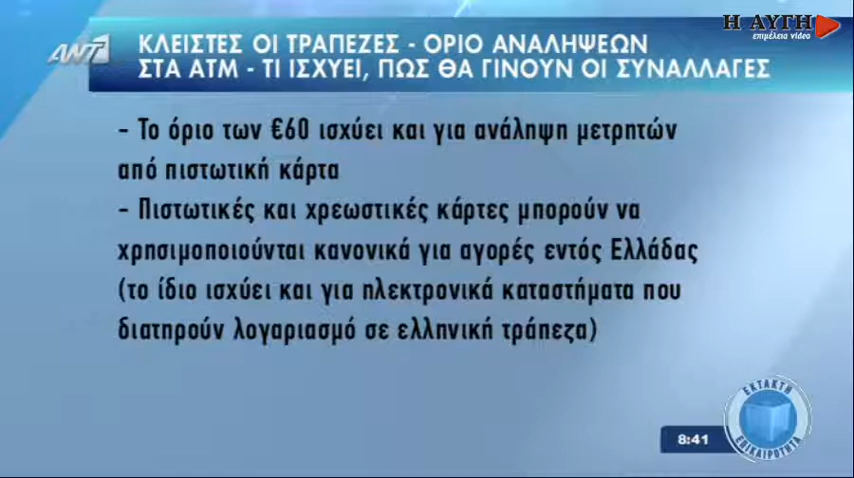 Η ΑΥΓΗ
επιμέλεια video
ΑΝΤ1
ΚΛΕΙΣΤΕΣ ΟΙ ΤΡΑΠΕΖΕΣ - ΟΡΙΟ ΑΝΑΛΗΨΕΩΝ
ΣΤΑ ΑΤΜ - ΤΙ ΙΣΧΥΕΙ, ΠΩΣ ΘΑ ΓΙΝΟΥΝ ΟΙ ΣΥΝΑΛΛΑΓΕΣ
- Το όριο των €60 ισχύει και για ανάληψη μετρητών
από πιστωτική κάρτα
- Πιστωτικές και χρεωστικές κάρτες μπορούν να
χρησιμοποιούνται κανονικά για αγορές εντός Ελλάδας
(το ίδιο ισχύει και για ηλεκτρονικά καταστήματα που
διατηρούν λογαριασμό σε ελληνική τράπεζα)
8:41
ΕΚΤΑΚΤΗ
ΕΠΙΚΑΙΡΟΤΗΤΑ